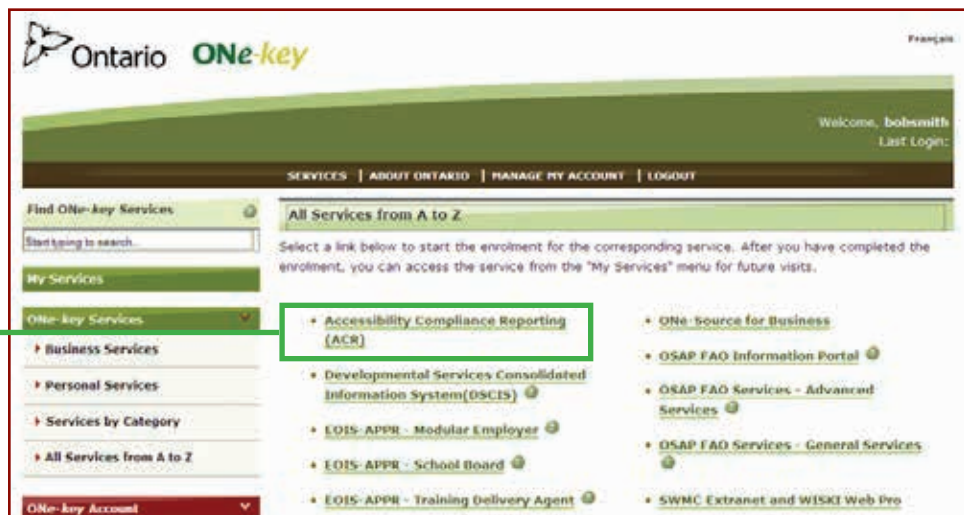 Ontario ONe-key
Français
Welcome, bobsmith
Last Login:
SERVICES | ABOUT ONTARIO | MANAGE MY ACCOUNT | LOGOUT
Find ONe-key Services
Start typing to search...
My Services
ONe-key Services
Business Services
Personal Services
Services by Category
All Services from A to Z
ONe-key Account
All Services from A to Z
Select a link below to start the enrolment for the corresponding service. After you have completed the
enrolment, you can access the service from the "My Services" menu for future visits.
• Accessibility Compliance Reporting
(ACR)
• Developmental Services Consolidated
Information System(DSCIS)
• EOIS-APPR - Modular Employer
• EOIS-APPR - School Board
• EOIS-APPR - Training Delivery Agent
• ONe-Source for Business
• OSAP FAO Information Portal
• OSAP FAO Services - Advanced
Services
• OSAP FAO Services - General Services
• SWMC Extranet and WISKI Web Pro